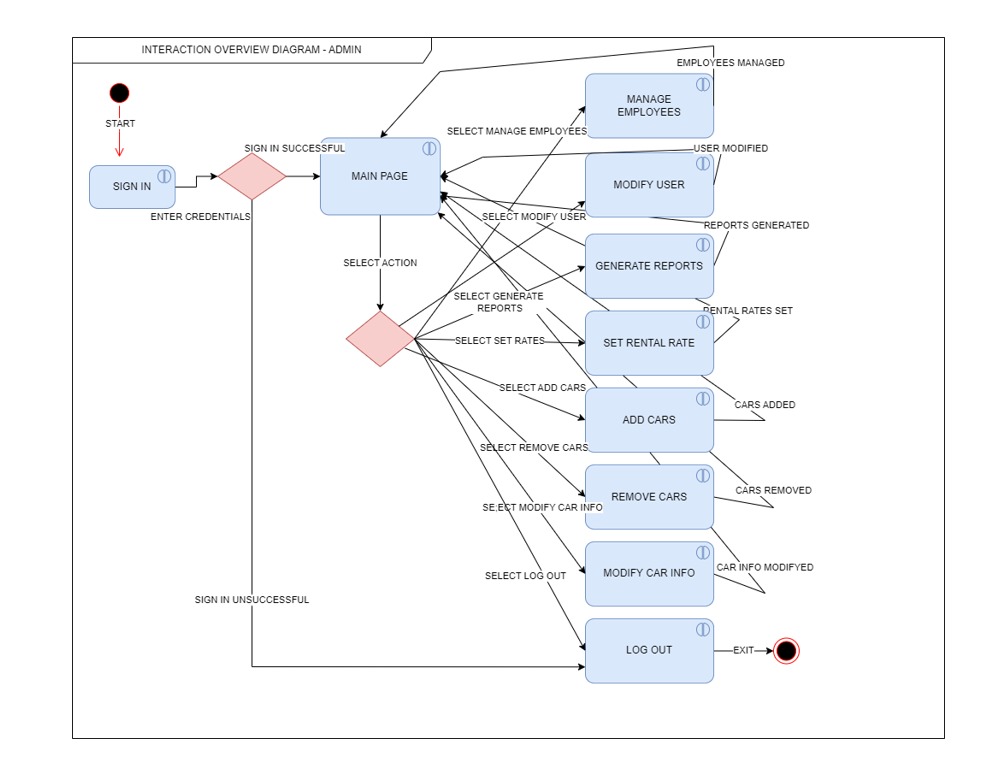 INTERACTION OVERVIEW DIAGRAM - ADMIN
EMPLOYEES MANAGED
MANAGE
EMPLOYEES
START
SELECT MANAGE EMPLOYEES
SIGN IN SUCCESSFUL
USER MODIFIED
SIGN IN
MAIN PAGE
MODIFY USER
ENTER CREDENTIALS
SELECT MODIFY USER
REPORTS GENERATED
SELECT ACTION
GENERATE REPORTS
SELECT GENERATE
REPORTS
RENTAL RATES SET
SELECT SET RATES
SET RENTAL RATE
SELECT ADD CARS
CARS ADDED
ADD CARS
SELECT REMOVE CARS
CARS REMOVED
REMOVE CARS
SE;ECT MODIFY CAR INFO
CAR INFO MODIFYED
MODIFY CAR INFO
SELECT LOG OUT
SIGN IN UNSUCCESSFUL
LOG OUT
EXIT